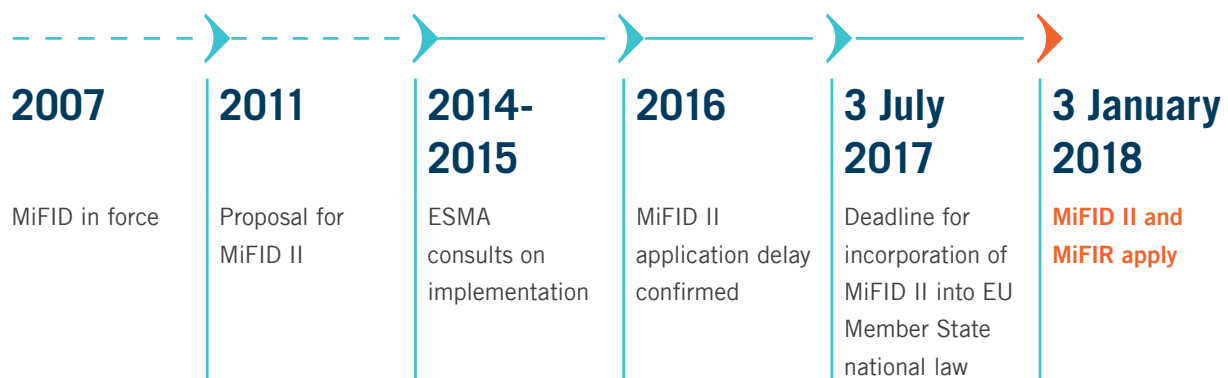 2007
MiFID in force
2011
Proposal for
MiFID II
2014-
2015
ESMA
consults on
implementation
2016
MiFID II
application delay
confirmed
3 July
2017
Deadline for
incorporation of
MiFID II into EU
Member State
national law
3 January
2018
MiFID II and
MiFIR apply